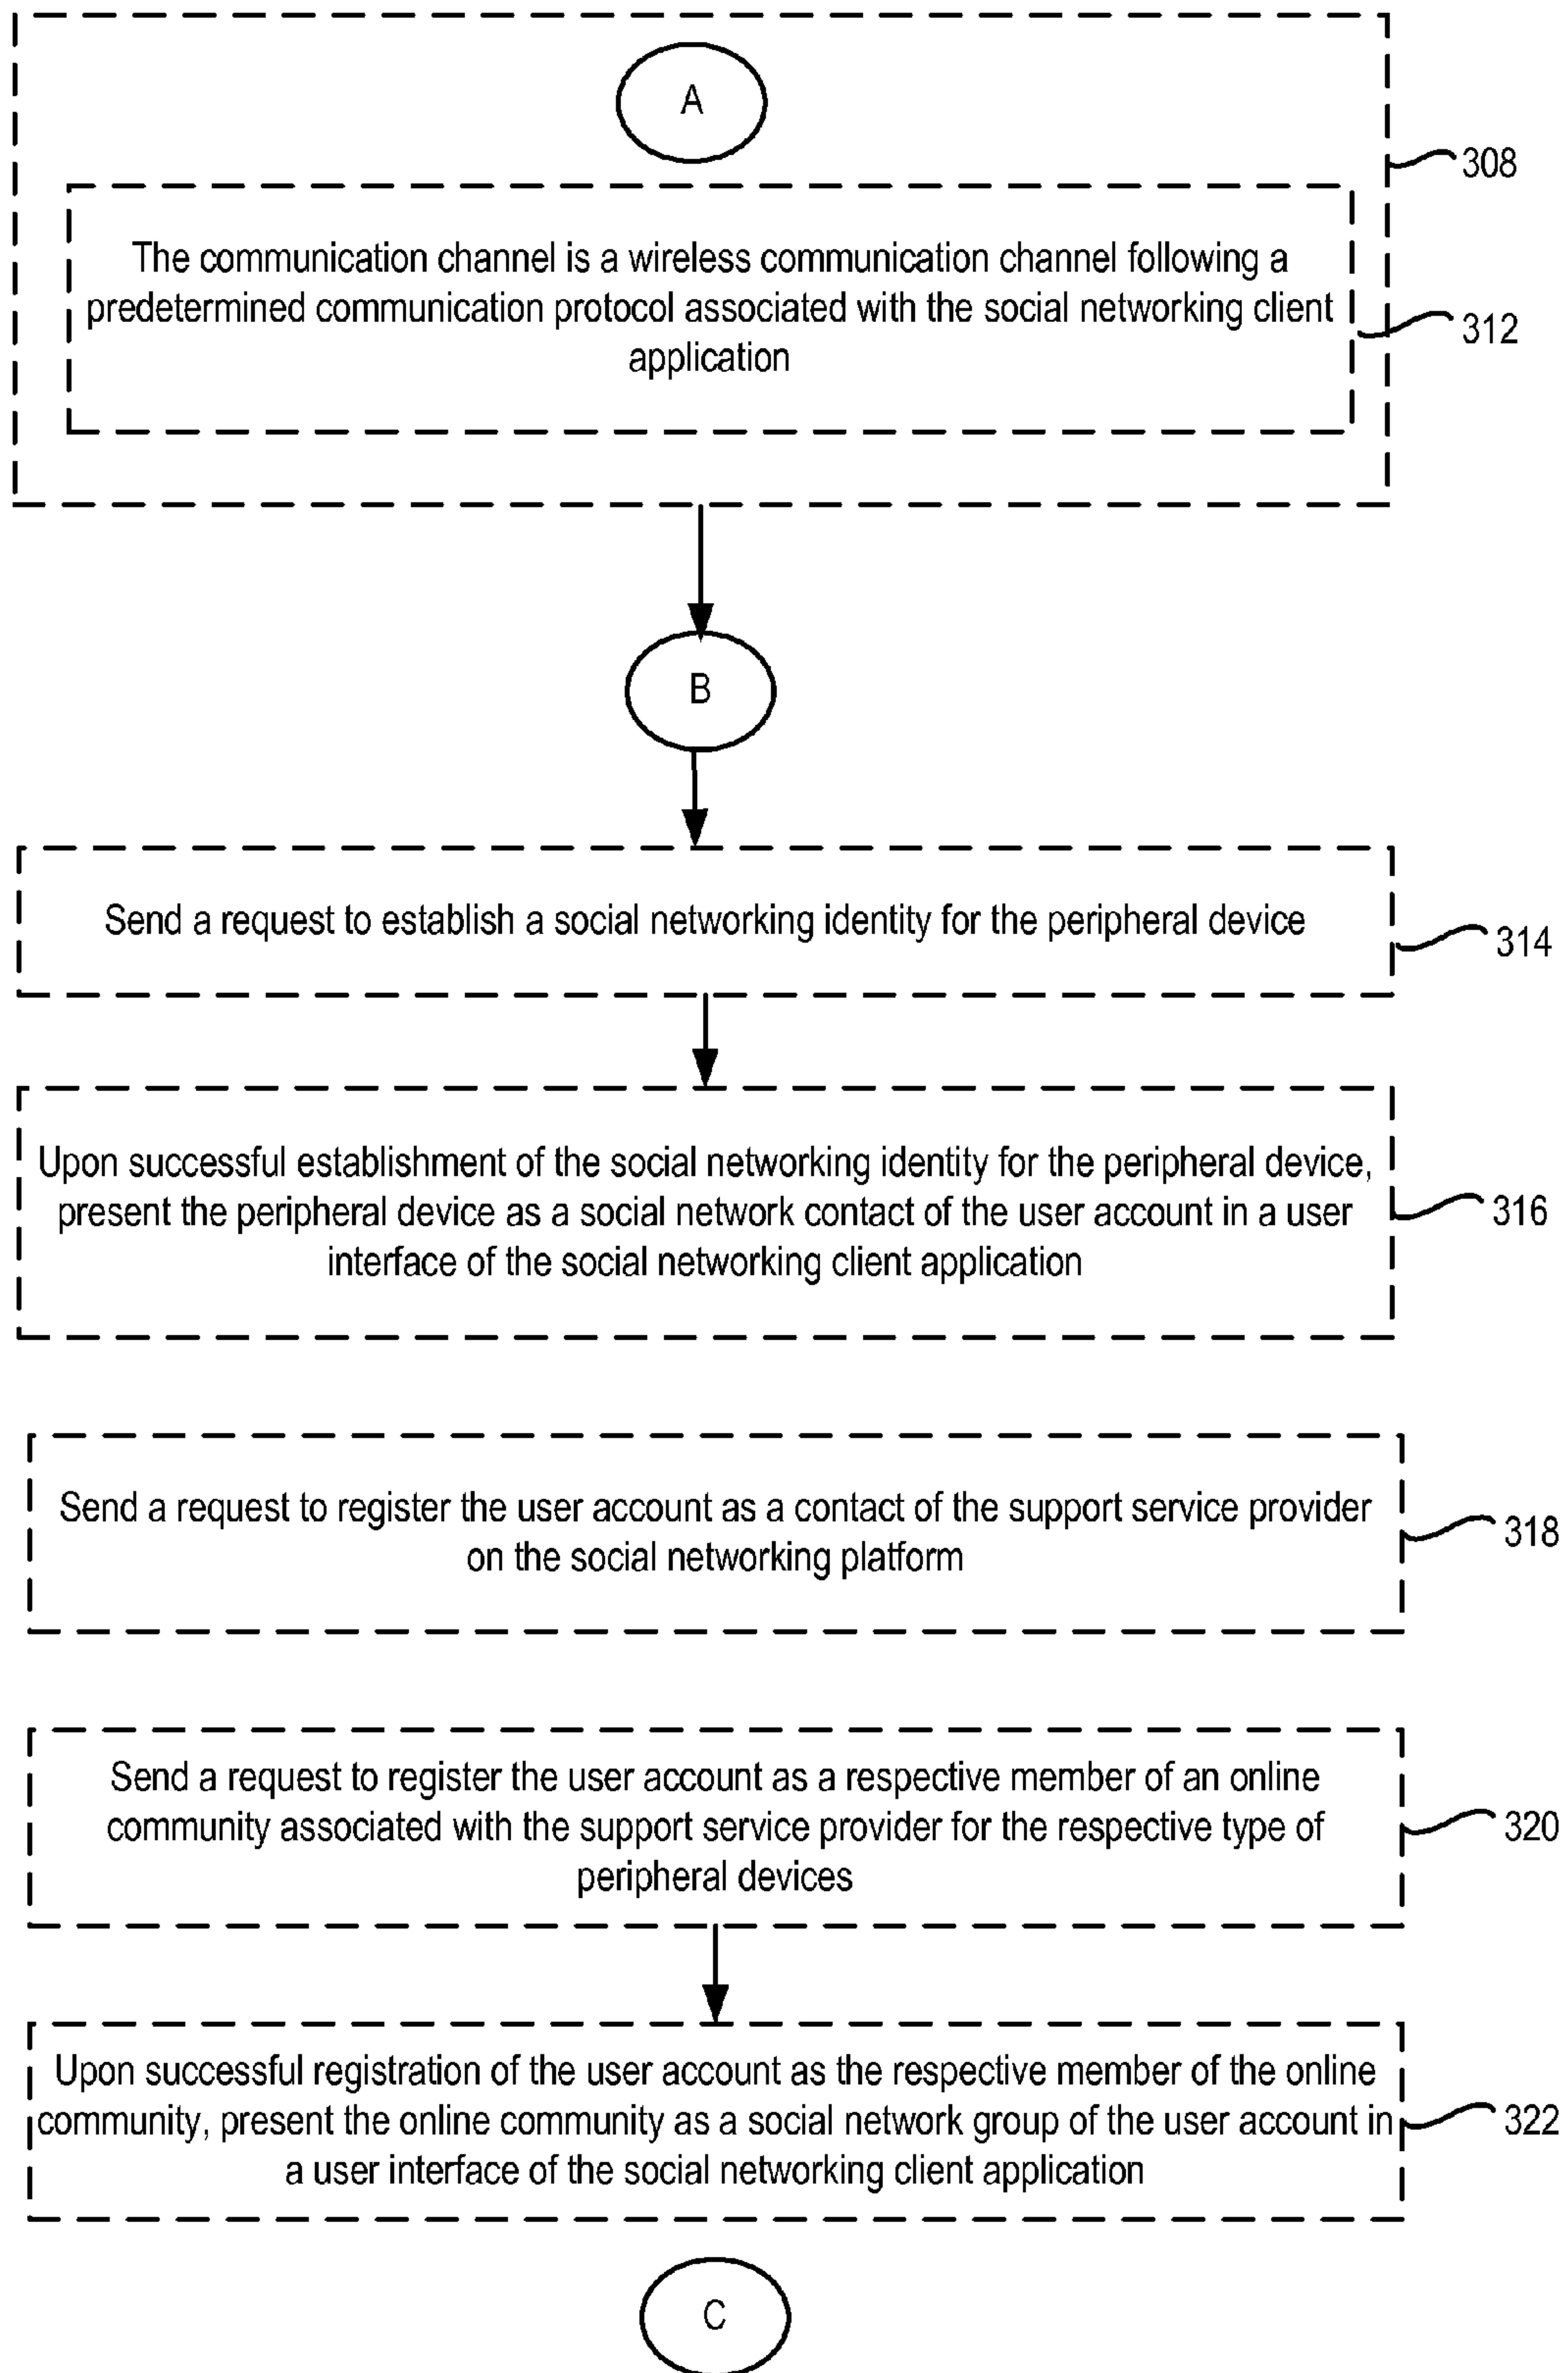 A
308
The communication channel is a wireless communication channel following a
predetermined communication protocol associated with the social networking client
application
312
B
Send a request to establish a social networking identity for the peripheral device
314
Upon successful establishment of the social networking identity for the peripheral device,
present the peripheral device as a social network contact of the user account in a user
interface of the social networking client application
316
Send a request to register the user account as a contact of the support service provider
on the social networking platform
318
Send a request to register the user account as a respective member of an online
community associated with the support service provider for the respective type of
peripheral devices
320
Upon successful registration of the user account as the respective member of the online
community, present the online community as a social network group of the user account in
a user interface of the social networking client application
322
C